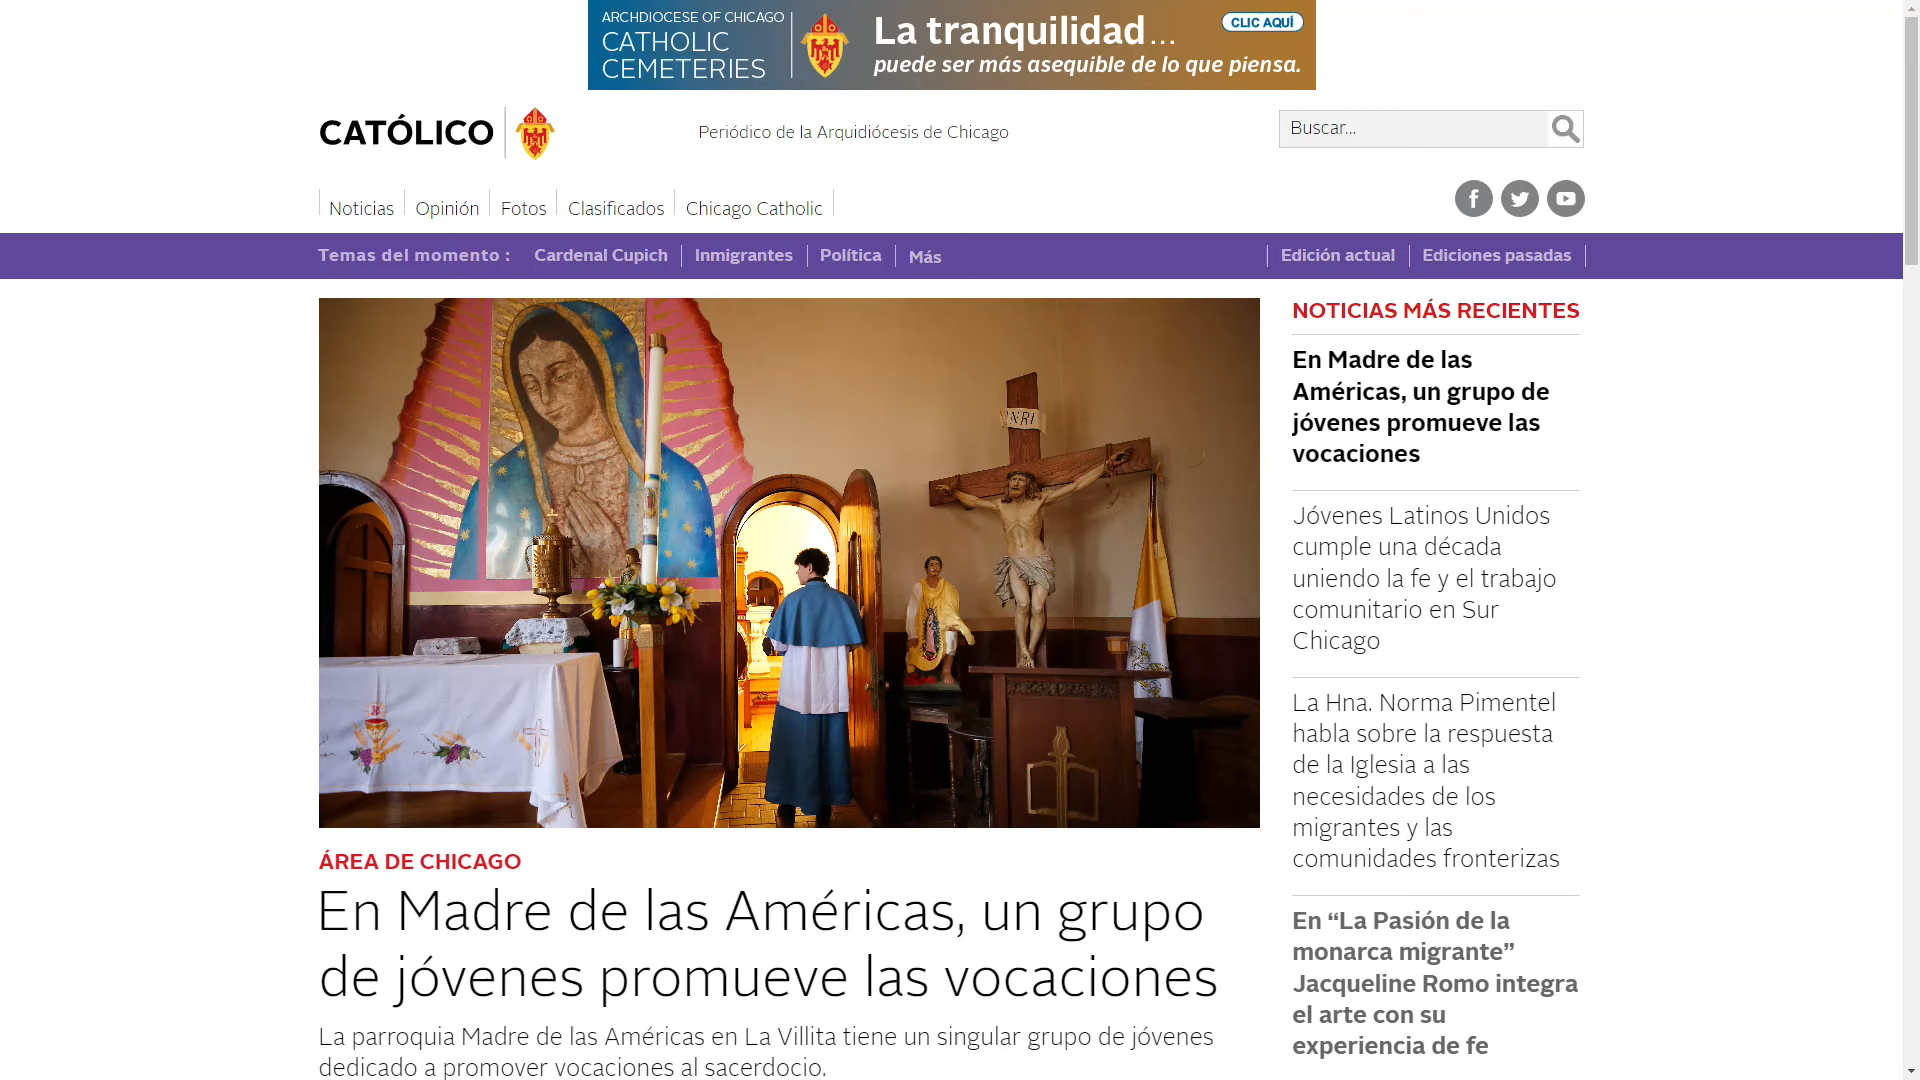 ARCHDIOCESE OF CHICAGO
CATHOLIC
CEMETERIES
La tranquilidad...
puede ser más asequible de lo que piensa.
CLIC AQUÍ
CATÓLICO
Periódico de la Arquidiócesis de Chicago
Buscar...
Noticias
Opinión
Fotos
Clasificados
Chicago Catholic
Temas del momento :
Cardenal Cupich
Inmigrantes
Política
Más
Edición actual
Ediciones pasadas
INRI
ÁREA DE CHICAGO
En Madre de las Américas, un grupo
de jóvenes promueve las vocaciones
La parroquia Madre de las Américas en La Villita tiene un singular grupo de jóvenes
dedicado a promover vocaciones al sacerdocio.
NOTICIAS MÁS RECIENTES
En Madre de las
Américas, un grupo de
jóvenes promueve las
vocaciones
Jóvenes Latinos Unidos
cumple una década
uniendo la fe y el trabajo
comunitario en Sur
Chicago
La Hna. Norma Pimentel
habla sobre la respuesta
de la Iglesia a las
necesidades de los
migrantes y las
comunidades fronterizas
En “La Pasión de la
monarca migrante”
Jacqueline Romo integra
el arte con su
experiencia de fe